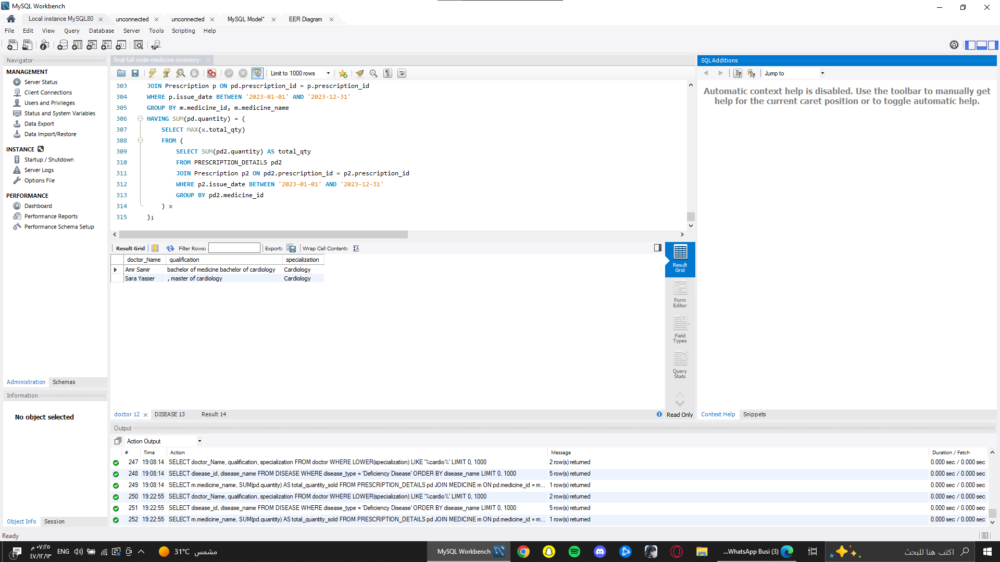 MySQL Workbench
Local instance MySQL80
unconnected
unconnected
MySQL Model*
EER Diagram
File Edit View Query Database Server Tools Scripting Help
Navigator
MANAGEMENT
Server Status
Client Connections
Users and Privileges
Status and System Variables
Data Export
Data Import/Restore
INSTANCE
Startup / Shutdown
Server Logs
Options File
PERFORMANCE
Dashboard
Performance Reports
Performance Schema Setup
Administration Schemas
Information
No object selected
Object Info Session
final full code-medicine inventory-
Limit to 1000 rows
303 JOIN Prescription p ON pd.prescription_id = p.prescription_id
304 WHERE p.issue_date BETWEEN '2023-01-01' AND '2023-12-31'
305 GROUP BY m.medicine_id, m.medicine_name
306 HAVING SUM(pd.quantity) = (
307 SELECT MAX(x.total_qty)
308 FROM (
309 SELECT SUM(pd2.quantity) AS total_qty
310 FROM PRESCRIPTION_DETAILS pd2
311 JOIN Prescription p2 ON pd2.prescription_id = p2.prescription_id
312 WHERE p2.issue_date BETWEEN '2023-01-01' AND '2023-12-31'
313 GROUP BY pd2.medicine_id
314 ) x
315 );
Result Grid Filter Rows: Export: Wrap Cell Content:
doctor_Name qualification specialization
Amr Samir bachelor of medicine bachelor of cardiology Cardiology
Sara Yasser , master of cardiology Cardiology
Result Grid
Form Editor
Field Types
Query Stats
doctor 12 DISEASE 13 Result 14
Read Only
SQLAdditions
Jump to
Automatic context help is disabled. Use the toolbar to manually get
help for the current caret position or to toggle automatic help.
Context Help Snippets
Output
Action Output
# Time Action Message Duration / Fetch
247 19:08:14 SELECT doctor_Name, qualification, specialization FROM doctor WHERE LOWER(specialization) LIKE '%cardio%' LIMIT 0, 1000 2 row(s) returned 0.000 sec / 0.000 sec
248 19:08:14 SELECT disease_id, disease_name FROM DISEASE WHERE disease_type = 'Deficiency Disease' ORDER BY disease_name LIMIT 0, 1000 5 row(s) returned 0.000 sec / 0.000 sec
249 19:08:14 SELECT m.medicine_name, SUM(pd.quantity) AS total_quantity_sold FROM PRESCRIPTION_DETAILS pd JOIN MEDICINE m ON pd.medicine_id = m... 1 row(s) returned 0.000 sec / 0.000 sec
250 19:22:55 SELECT doctor_Name, qualification, specialization FROM doctor WHERE LOWER(specialization) LIKE '%cardio%' LIMIT 0, 1000 2 row(s) returned 0.000 sec / 0.000 sec
251 19:22:55 SELECT disease_id, disease_name FROM DISEASE WHERE disease_type = 'Deficiency Disease' ORDER BY disease_name LIMIT 0, 1000 5 row(s) returned 0.000 sec / 0.000 sec
252 19:22:55 SELECT m.medicine_name, SUM(pd.quantity) AS total_quantity_sold FROM PRESCRIPTION_DETAILS pd JOIN MEDICINE m ON pd.medicine_id = m... 1 row(s) returned 0.000 sec / 0.000 sec
Ready
1
٠٧:٢٥ م
٤٧/١٢/١٣
ENG
31°C مشمس
MySQL Workbench
...WhatsApp Busi (3)
اكتب هنا للبحث